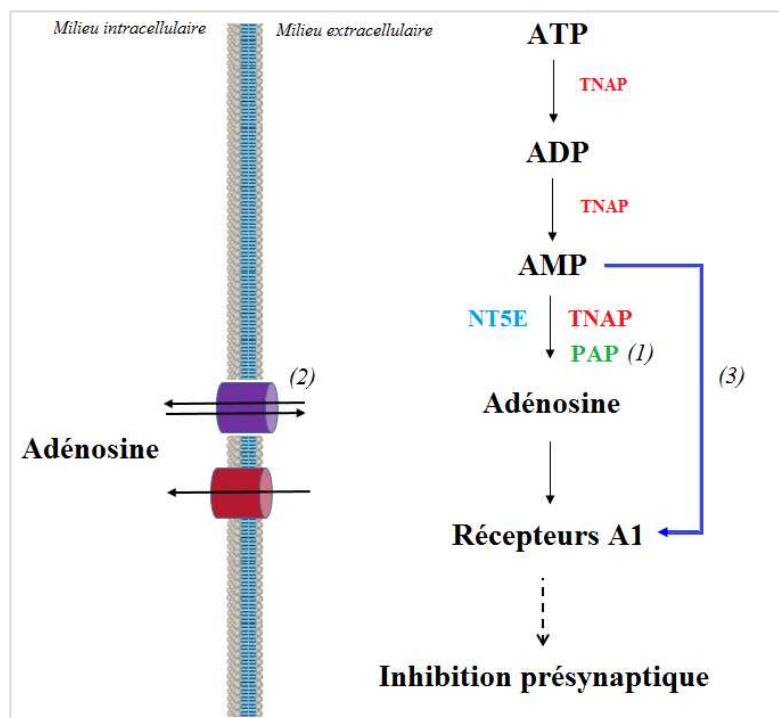 Milieu intracellulaire
Milieu extracellulaire
ATP
TNAP
ADP
TNAP
AMP
NT5E TNAP
PAP (1)
(3)
(2)
Adénosine
Adénosine
Récepteurs A1
Inhibition présynaptique